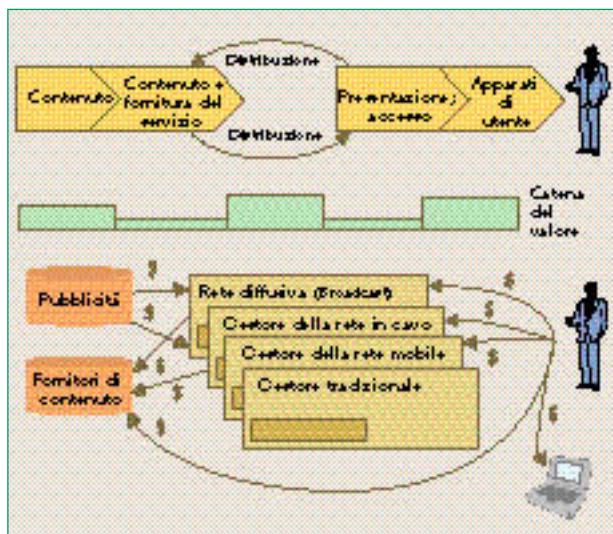 Distribuzione
Contenuto
Contenuto e
fornitura del
servizio
Presentazione;
accesso
Apparati
di
utente
Distribuzione
Catena
del
valore
Pubblicità
$
$
Rete diffusiva (Broadcast)
Gestore della rete in cavo
Gestore della rete mobile
Gestore tradizionale
$
$
$
Fornitori di
contenuto
$
$
$
$